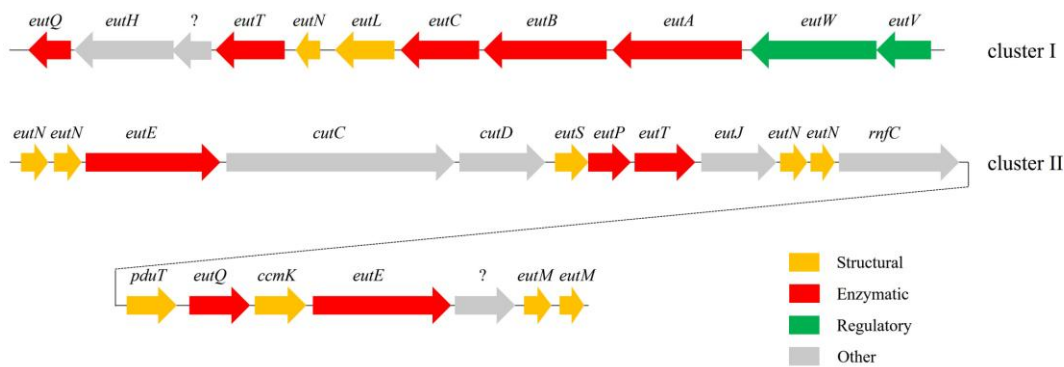 eutQ eutH ? eutT eutN eutL eutC eutB eutA eutW eutV
cluster I
eutN eutN eutE cutC cutD eutS eutP eutT eutJ eutN eutN rnfC
cluster II
pduT eutQ ccmK eutE ? eutM eutM
Structural
Enzymatic
Regulatory
Other